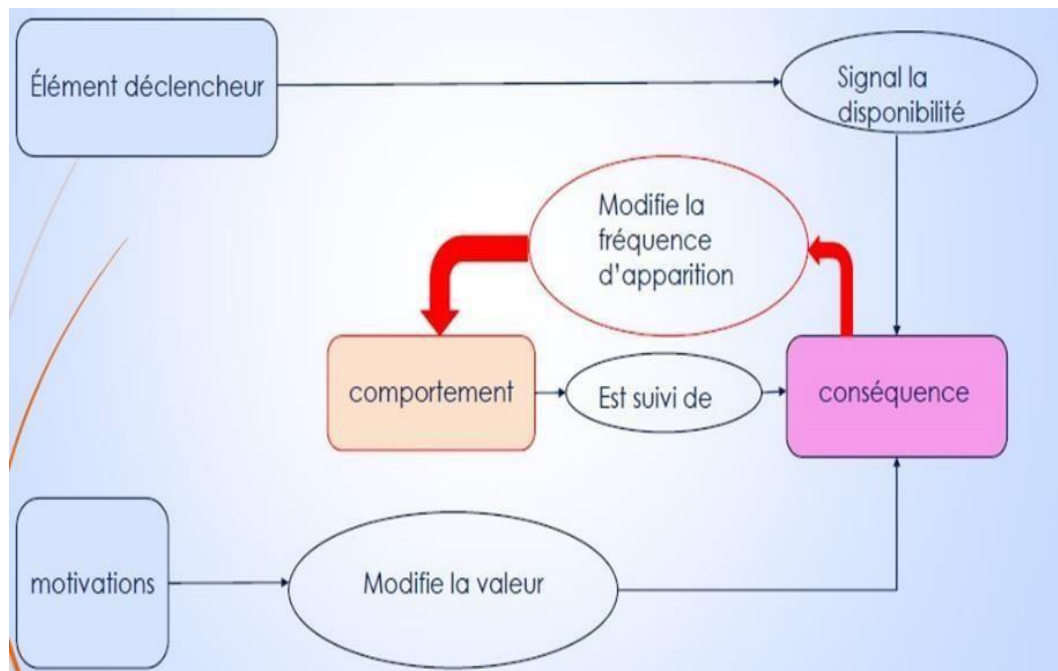 Élément déclencheur
Signal la
disponibilité
Modifie la
fréquence
d'apparition
comportement
Est suivi de
conséquence
motivations
Modifie la valeur